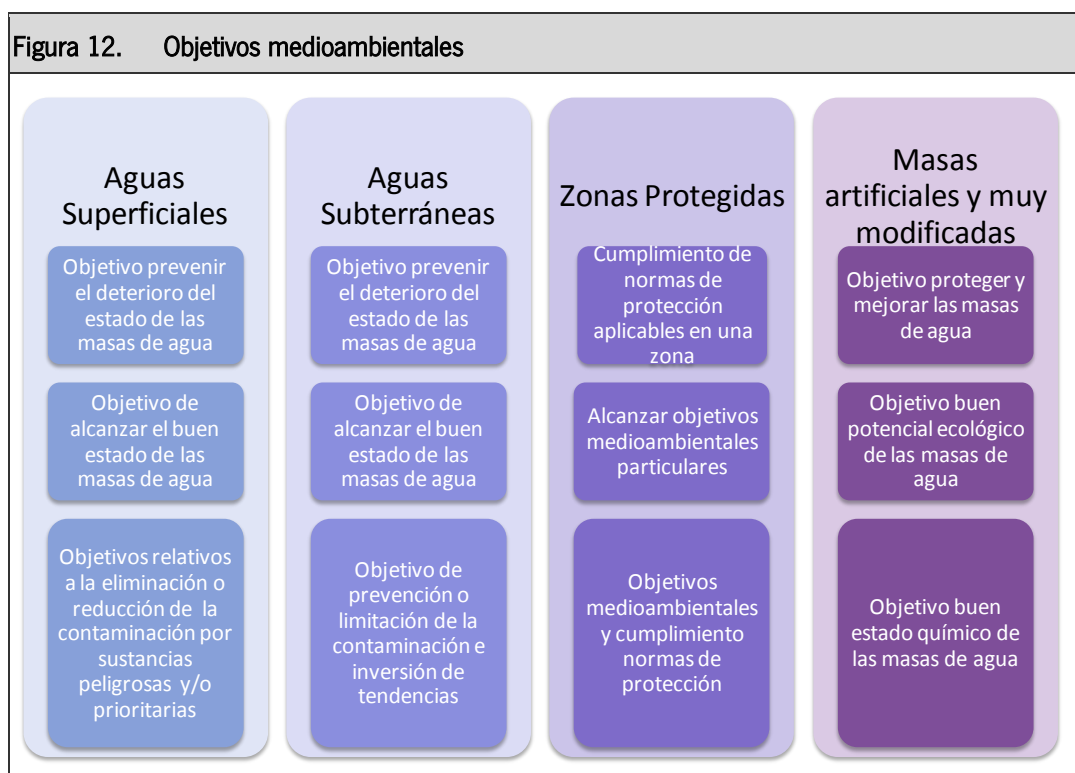 Figura 12. Objetivos medioambientales
Aguas
Superficiales
Objetivo prevenir
el deterioro del
estado de las
masas de agua
Objetivo de
alcanzar el buen
estado de las
masas de agua
Objetivos relativos
a la eliminación o
reducción de la
contaminación por
sustancias
peligrosas y/o
prioritarias
Aguas
Subterráneas
Objetivo prevenir
el deterioro del
estado de las
masas de agua
Objetivo de
alcanzar el buen
estado de las
masas de agua
Objetivo de
prevención o
limitación de la
contaminación e
inversión de
tendencias
Zonas Protegidas
Cumplimiento de
normas de
protección
aplicables en una
zona
Alcanzar objetivos
medioambientales
particulares
Objetivos
medioambientales
y cumplimiento
normas de
protección
Masas
artificiales y muy
modificadas
Objetivo proteger y
mejorar las masas
de agua
Objetivo buen
potencial ecológico
de las masas de
agua
Objetivo buen
estado químico de
las masas de agua